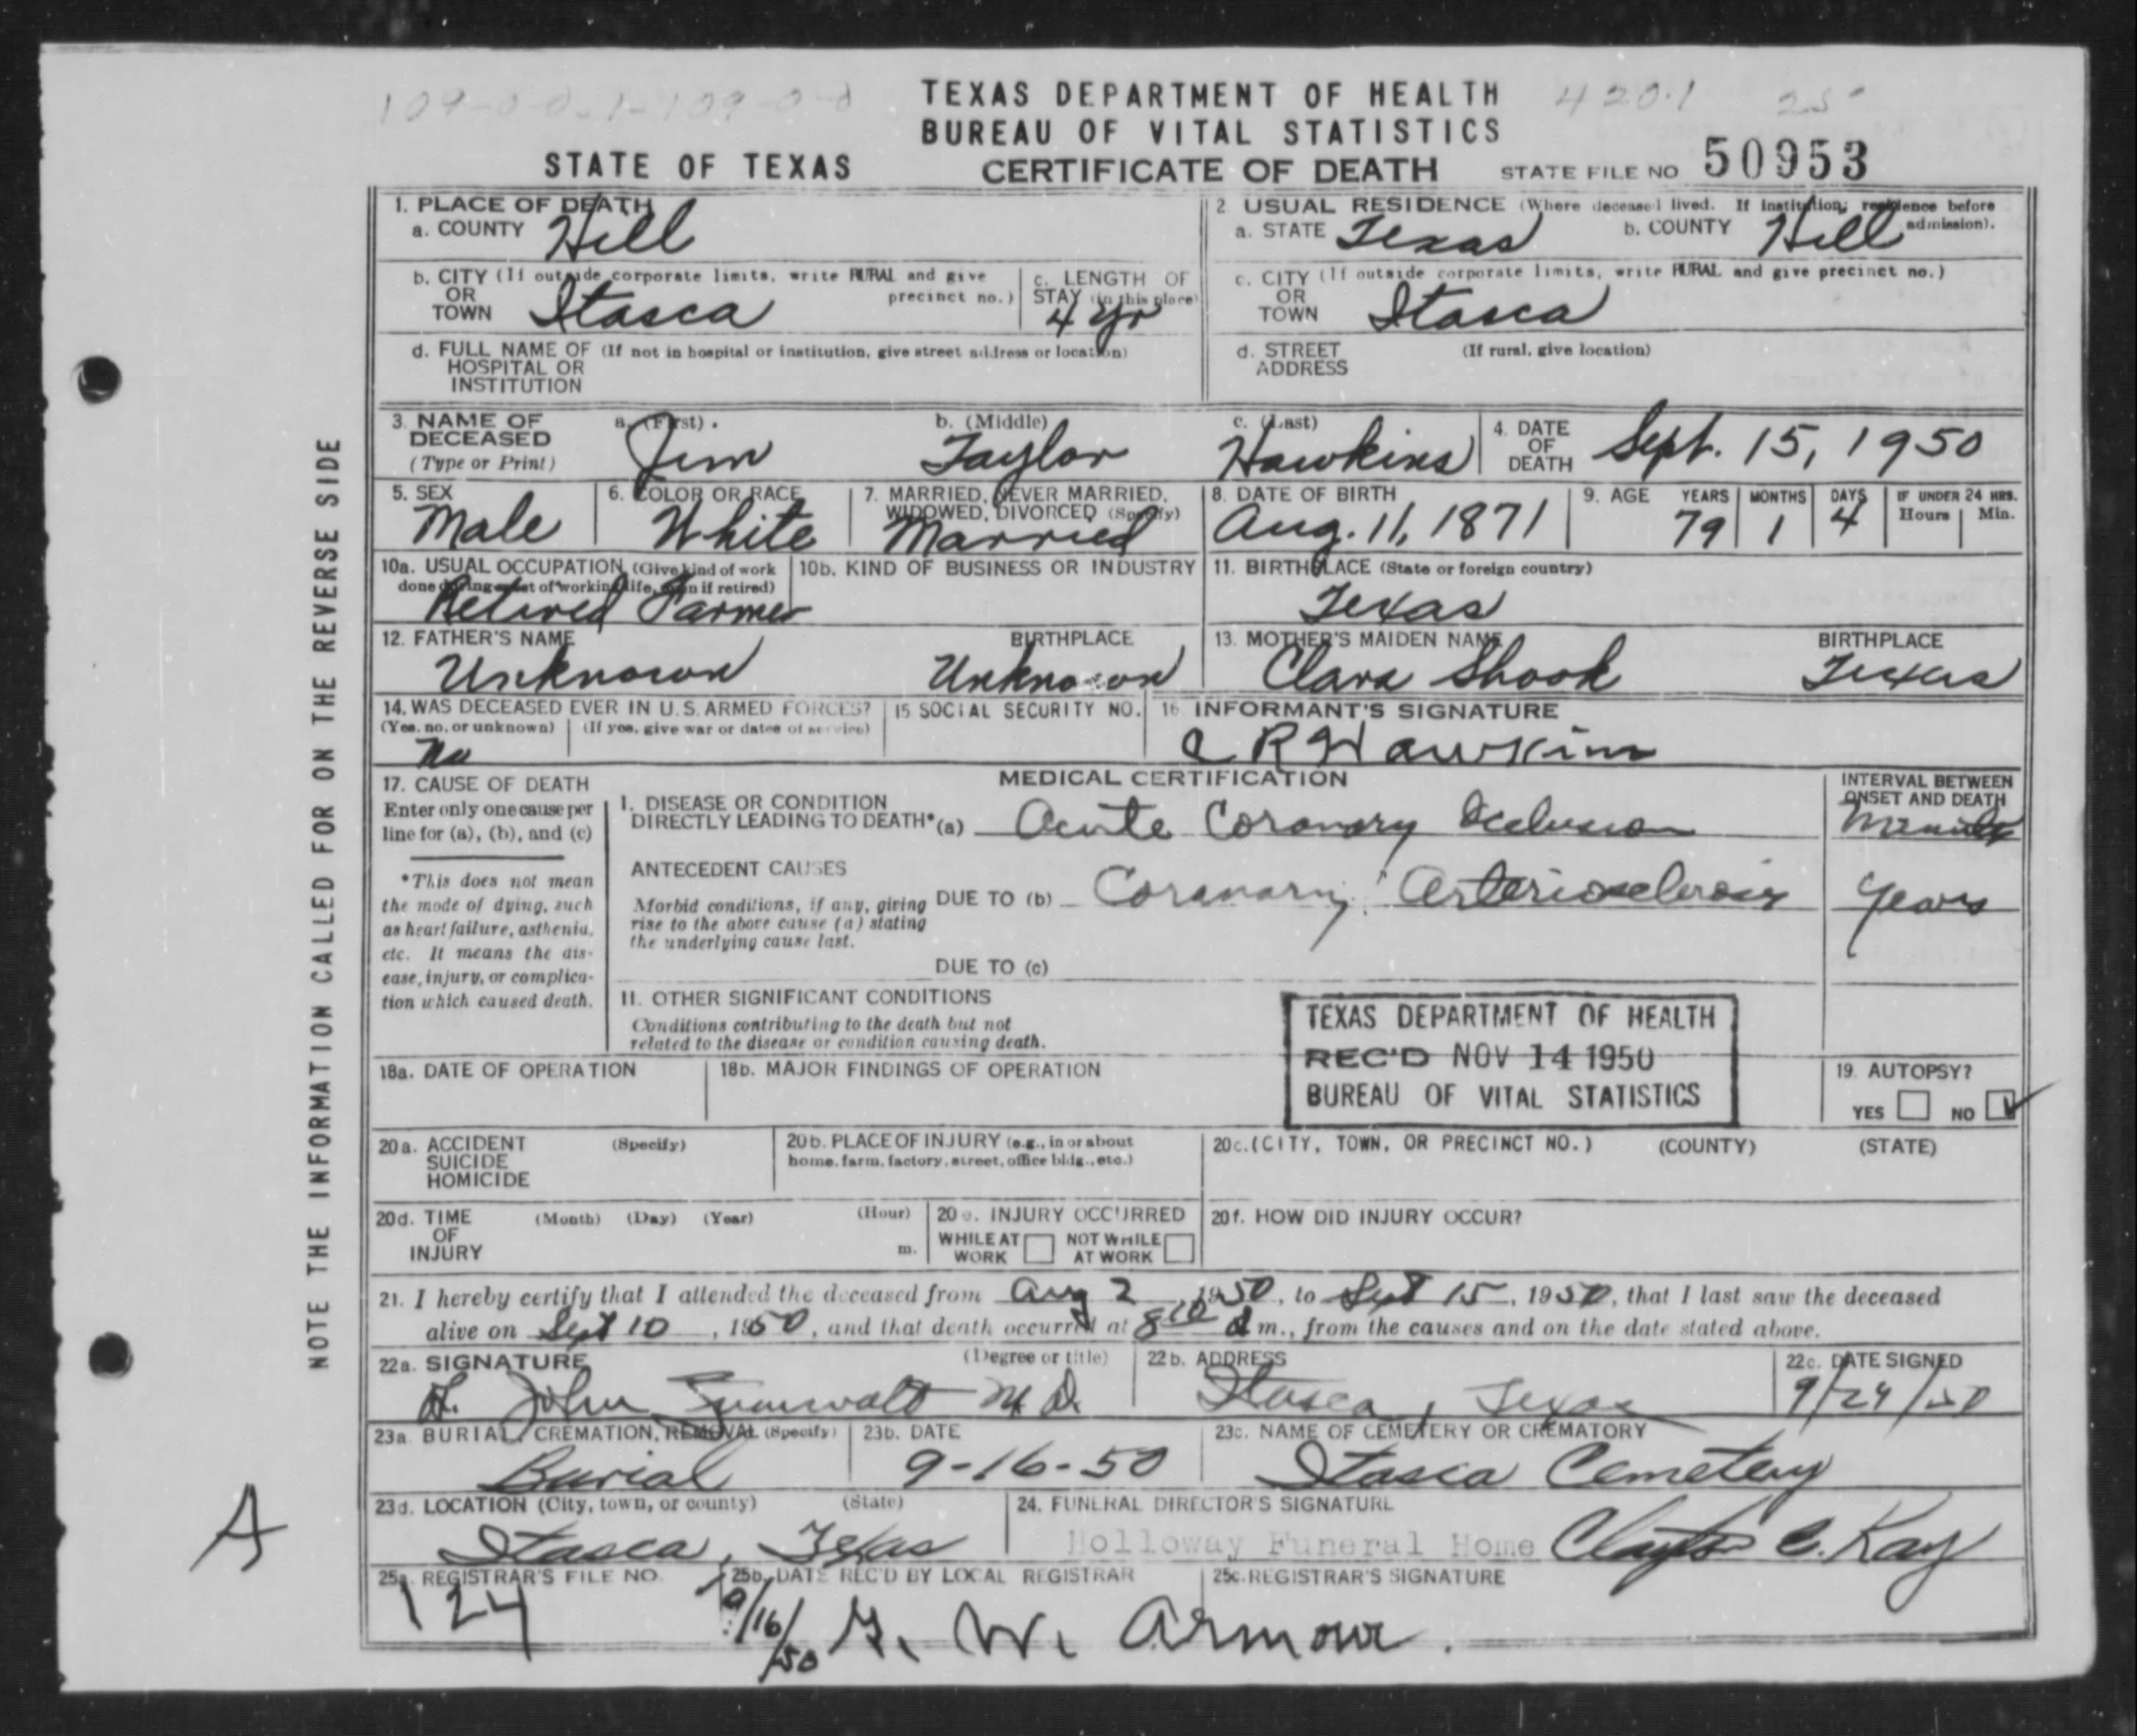 109-0-0.1-109-0-0
TEXAS DEPARTMENT OF HEALTH 420.1
BUREAU OF VITAL STATISTICS
STATE OF TEXAS CERTIFICATE OF DEATH STATE FILE NO 50953
NOTE THE INFORMATION CALLED FOR ON THE REVERSE SIDE
1. PLACE OF DEATH
a. COUNTY Hill
2. USUAL RESIDENCE (Where deceased lived. If institution: residence before admission).
a. STATE Texas b. COUNTY Hill
b. CITY (If outside corporate limits, write RURAL and give precinct no.)
OR
TOWN Itasca
c. LENGTH OF
STAY (in this place)
4 yr
c. CITY (If outside corporate limits, write RURAL and give precinct no.)
OR
TOWN Itasca
d. FULL NAME OF (If not in hospital or institution, give street address or location)
HOSPITAL OR
INSTITUTION
d. STREET (If rural, give location)
ADDRESS
3. NAME OF a. (First) b. (Middle) c. (Last)
DECEASED
(Type or Print) Jim Taylor Hawkins
4. DATE
OF
DEATH Sept. 15, 1950
5. SEX
Male
6. COLOR OR RACE
White
7. MARRIED, NEVER MARRIED,
WIDOWED, DIVORCED (Specify)
Married
8. DATE OF BIRTH
Aug. 11, 1871
9. AGE YEARS MONTHS DAYS IF UNDER 24 HRS.
Hours Min.
79 1 4
10a. USUAL OCCUPATION (Give kind of work
done during most of working life, even if retired)
Retired Farmer
10b. KIND OF BUSINESS OR INDUSTRY
11. BIRTHPLACE (State or foreign country)
Texas
12. FATHER'S NAME BIRTHPLACE
Unknown Unknown
13. MOTHER'S MAIDEN NAME BIRTHPLACE
Clara Shook Texas
14. WAS DECEASED EVER IN U.S. ARMED FORCES?
(Yes, no, or unknown) (If yes, give war or dates of service)
No
15 SOCIAL SECURITY NO.
16 INFORMANT'S SIGNATURE
C R Hawkins
17. CAUSE OF DEATH
Enter only one cause per
line for (a), (b), and (c)
*This does not mean
the mode of dying, such
as heart failure, asthenia,
etc. It means the dis-
ease, injury, or complica-
tion which caused death.
MEDICAL CERTIFICATION
INTERVAL BETWEEN
ONSET AND DEATH
I. DISEASE OR CONDITION
DIRECTLY LEADING TO DEATH* (a) Acute Coronary Occlusion Minutes
ANTECEDENT CAUSES
Morbid conditions, if any, giving
rise to the above cause (a) stating
the underlying cause last.
DUE TO (b) Coronary Arteriosclerosis Years
DUE TO (c)
II. OTHER SIGNIFICANT CONDITIONS
Conditions contributing to the death but not
related to the disease or condition causing death.
TEXAS DEPARTMENT OF HEALTH
REC'D NOV 14 1950
BUREAU OF VITAL STATISTICS
18a. DATE OF OPERATION
18b. MAJOR FINDINGS OF OPERATION
19. AUTOPSY?
YES NO
20a. ACCIDENT (Specify)
SUICIDE
HOMICIDE
20b. PLACE OF INJURY (e.g., in or about
home, farm, factory, street, office bldg., etc.)
20c. (CITY, TOWN, OR PRECINCT NO.) (COUNTY) (STATE)
20d. TIME (Month) (Day) (Year) (Hour)
OF
INJURY m.
20e. INJURY OCCURRED
WHILE AT WORK NOT WHILE AT WORK
20f. HOW DID INJURY OCCUR?
21. I hereby certify that I attended the deceased from Aug 2, 1950, to Sept 15, 1950, that I last saw the deceased
alive on Sept 10, 1950, and that death occurred at 8 10 m., from the causes and on the date stated above.
22a. SIGNATURE (Degree or title)
L. John Zumwalt M D.
22b. ADDRESS
Itasca, Texas
22c. DATE SIGNED
9/24/50
23a BURIAL, CREMATION, REMOVAL (Specify)
Burial
23b. DATE
9-16-50
23c. NAME OF CEMETERY OR CREMATORY
Itasca Cemetery
A
23d. LOCATION (City, town, or county) (State)
Itasca, Texas
24. FUNERAL DIRECTOR'S SIGNATURE
Holloway Funeral Home Clayton C. Kay
25a. REGISTRAR'S FILE NO.
124
25b. DATE REC'D BY LOCAL REGISTRAR
/16/50
25c. REGISTRAR'S SIGNATURE
W. Armour.